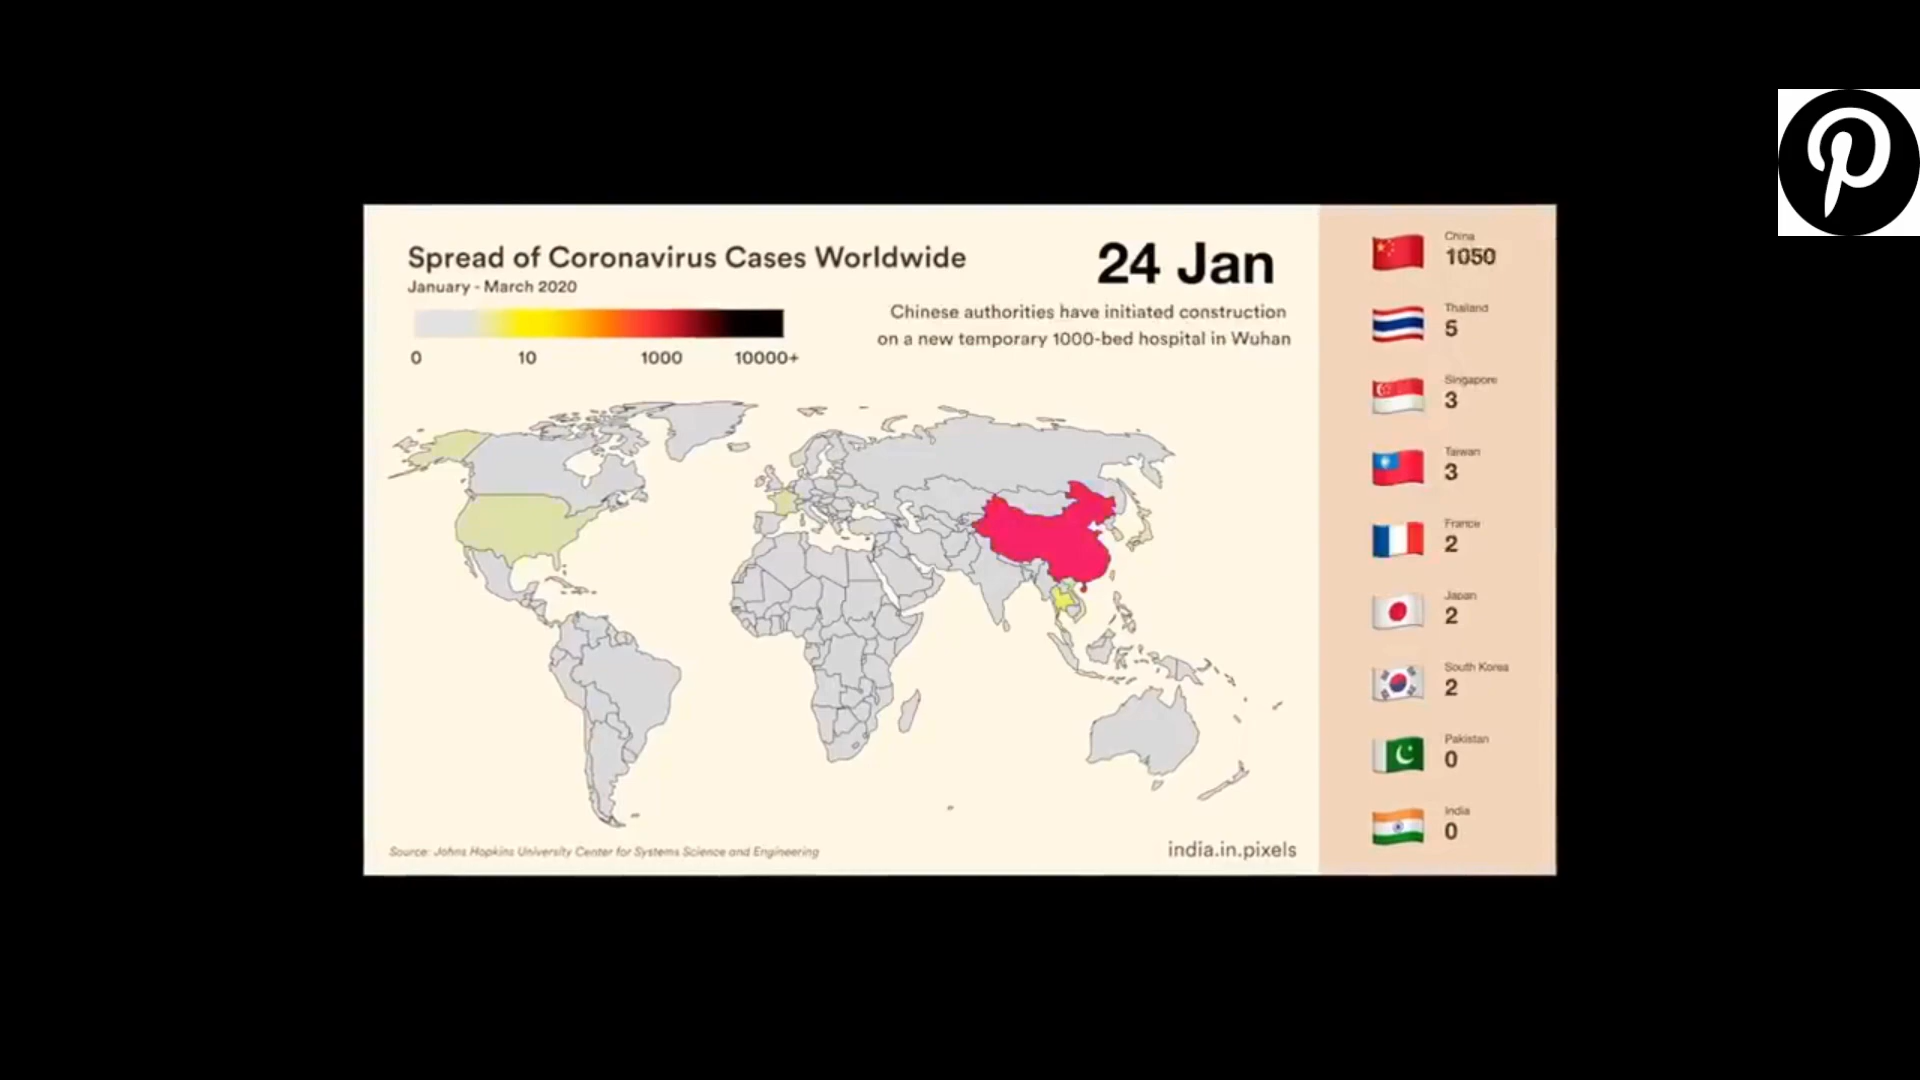 Spread of Coronavirus Cases Worldwide
January - March 2020
0 10 1000 10000+
24 Jan
Chinese authorities have initiated construction
on a new temporary 1000-bed hospital in Wuhan
China
1050
Thailand
5
Singapore
3
Taiwan
3
France
2
Japan
2
South Korea
2
Pakistan
0
India
0
Source: Johns Hopkins University Center for Systems Science and Engineering
india.in.pixels